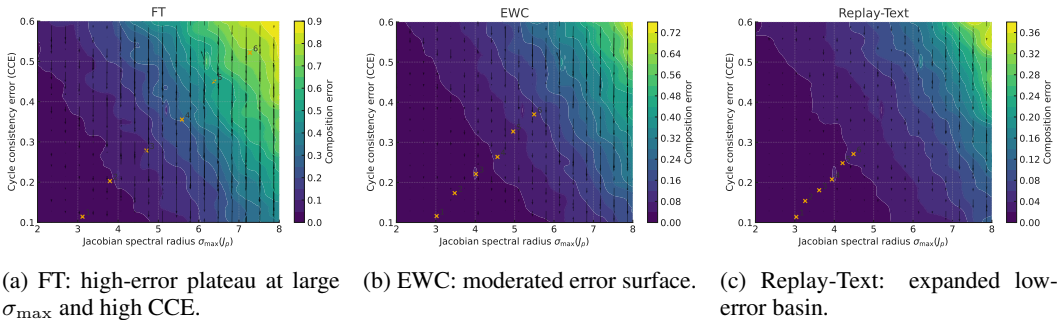 FT
Cycle consistency error (CCE)
0.6
0.5
0.4
0.3
0.2
0.1
2 3 4 5 6 7 8
Jacobian spectral radius σmax(Jp)
0.9
0.8
0.7
0.6
0.5
0.4
0.3
0.2
0.1
0.0
Composition error
EWC
Cycle consistency error (CCE)
0.6
0.5
0.4
0.3
0.2
0.1
2 3 4 5 6 7 8
Jacobian spectral radius σmax(Jp)
0.72
0.64
0.56
0.48
0.40
0.32
0.24
0.16
0.08
0.00
Composition error
Replay-Text
Cycle consistency error (CCE)
0.6
0.5
0.4
0.3
0.2
0.1
2 3 4 5 6 7 8
Jacobian spectral radius σmax(Jp)
0.36
0.32
0.28
0.24
0.20
0.16
0.12
0.08
0.04
0.00
Composition error
(a) FT: high-error plateau at large
σmax and high CCE.
(b) EWC: moderated error surface.
(c) Replay-Text: expanded low-
error basin.